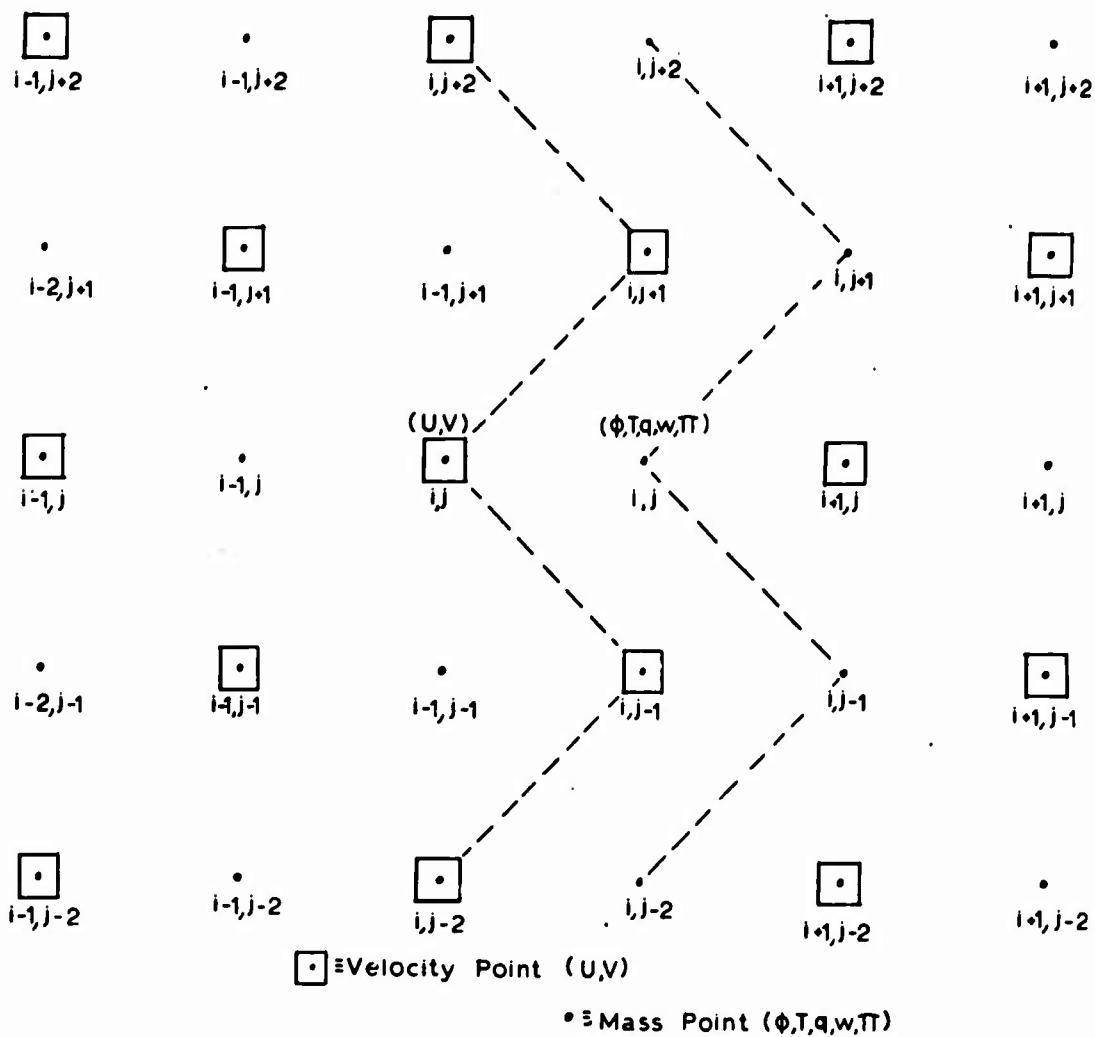 i-1,j+2 i-1,j+2 i,j+2 i,j+2 i+1,j+2 i+1,j+2
i-2,j+1 i-1,j+1 i-1,j+1 i,j+1 i,j+1 i+1,j+1
(U,V) (ϕ,T,q,w,π)
i-1,j i-1,j i,j i,j i+1,j i+1,j
i-2,j-1 i-1,j-1 i-1,j-1 i,j-1 i,j-1 i+1,j-1
i-1,j-2 i-1,j-2 i,j-2 i,j-2 i+1,j-2 i+1,j-2
≡Velocity Point (U,V)
≡Mass Point (ϕ,T,q,w,π)